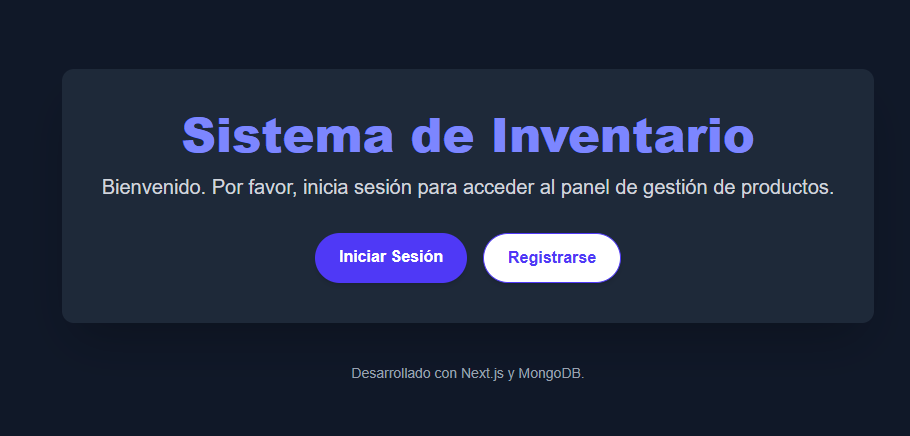 Sistema de Inventario
Bienvenido. Por favor, inicia sesión para acceder al panel de gestión de productos.
Iniciar Sesión
Registrarse
Desarrollado con Next.js y MongoDB.